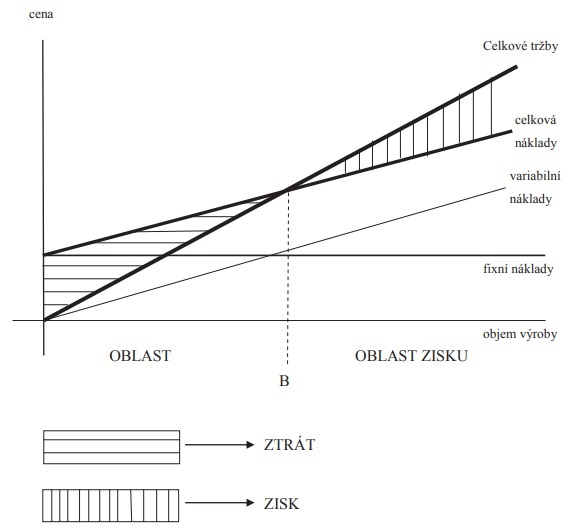 cena
Celkové tržby
celková
náklady
variabilní
náklady
fixní náklady
objem výroby
OBLAST
OBLAST ZISKU
B
ZTRÁT
ZISK